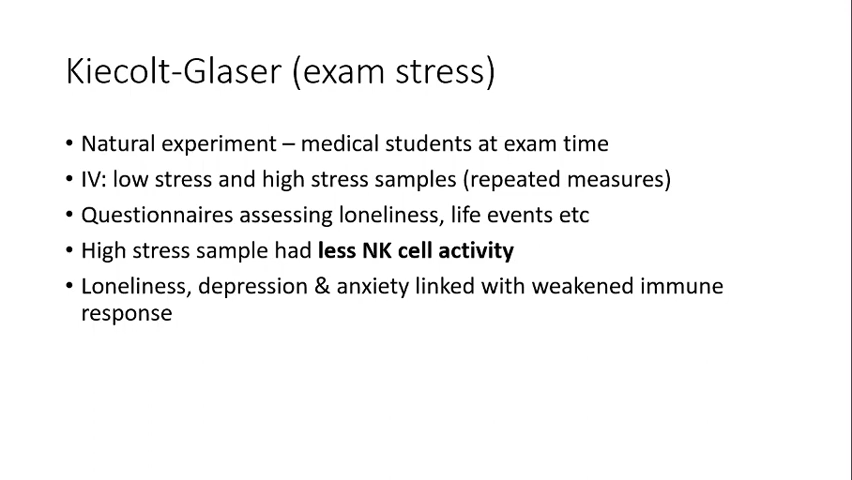 Kiecolt-Glaser (exam stress)
• Natural experiment – medical students at exam time
• IV: low stress and high stress samples (repeated measures)
• Questionnaires assessing loneliness, life events etc
• High stress sample had less NK cell activity
• Loneliness, depression & anxiety linked with weakened immune
response